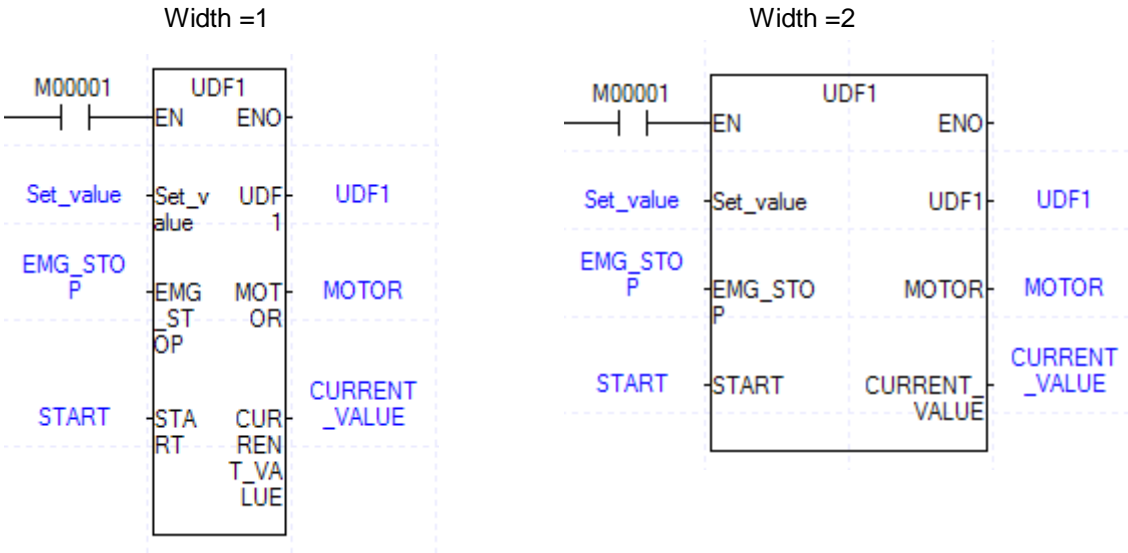 Width =1
M00001
UDF1
EN ENO
Set_value
Set_v
alue
UDF
1
UDF1
EMG_STO
P
EMG
_ST
OP
MOT
OR
MOTOR
START
STA
RT
CUR
REN
T_VA
LUE
CURRENT
_VALUE
Width =2
M00001
UDF1
EN ENO
Set_value
Set_value
UDF1
UDF1
EMG_STO
P
EMG_STO
P
MOTOR
MOTOR
START
START
CURRENT_
VALUE
CURRENT
_VALUE